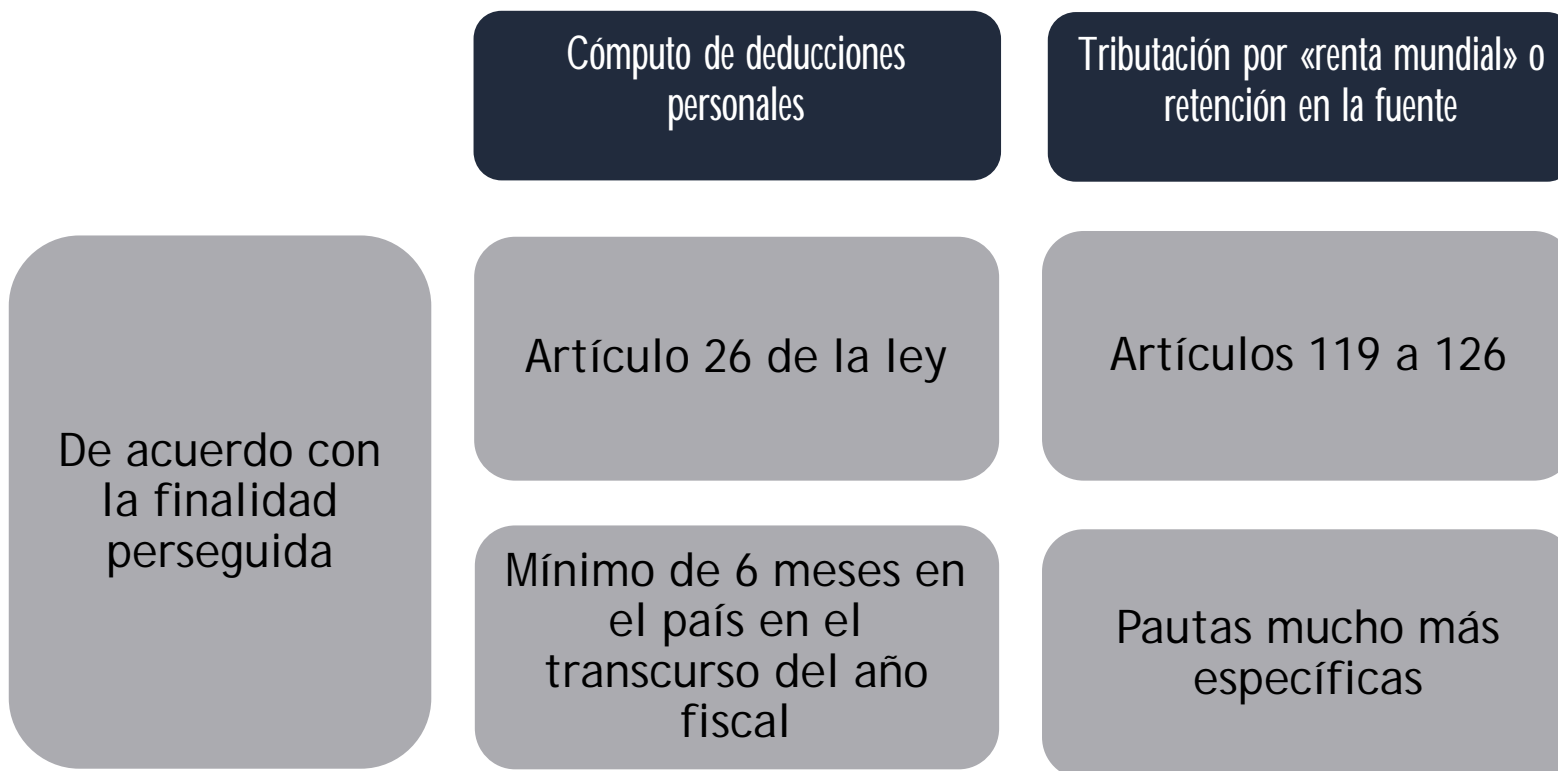 Cómputo de deducciones
personales
Tributación por «renta mundial» o
retención en la fuente
De acuerdo con
la finalidad
perseguida
Artículo 26 de la ley
Artículos 119 a 126
Mínimo de 6 meses en
el país en el
transcurso del año
fiscal
Pautas mucho más
específicas